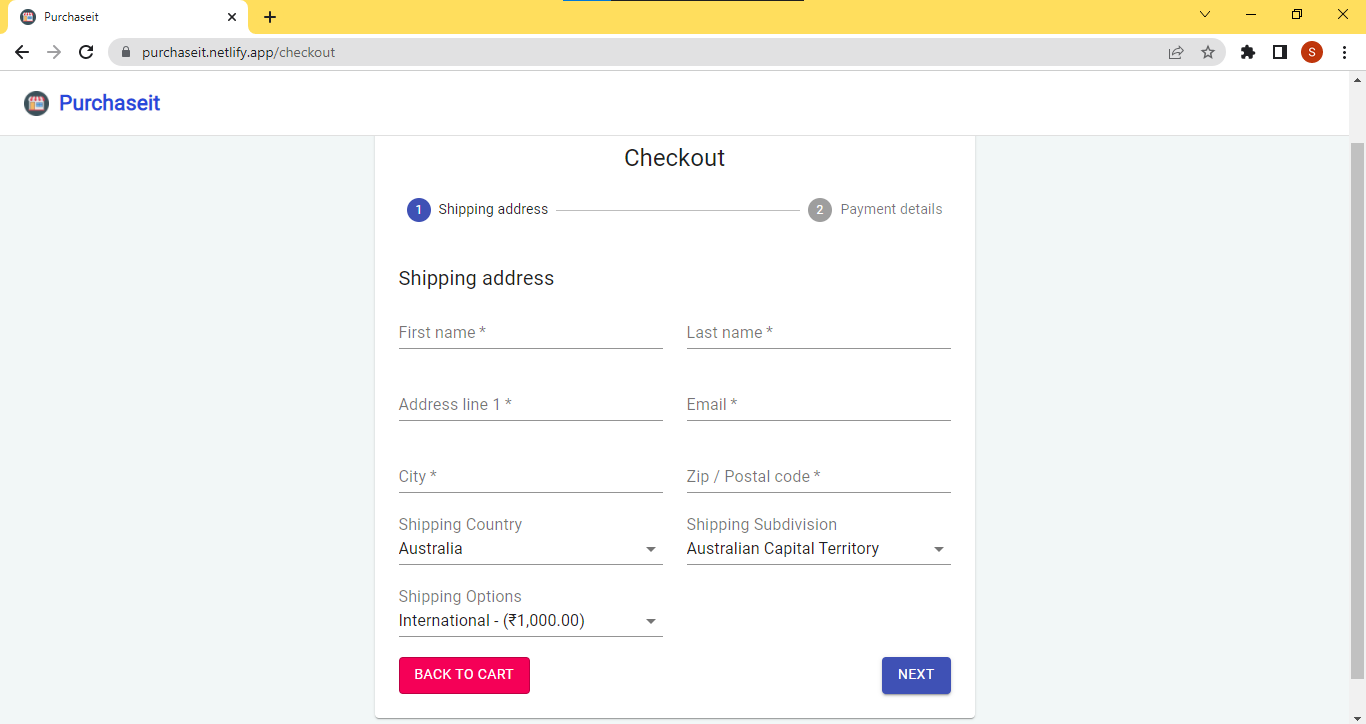 Purchaseit
purchaseit.netlify.app/checkout
S
Purchaseit
Checkout
1 Shipping address 2 Payment details
Shipping address
First name * Last name *
Address line 1 * Email *
City * Zip / Postal code *
Shipping Country Shipping Subdivision
Australia Australian Capital Territory
Shipping Options
International - (₹1,000.00)
BACK TO CART NEXT